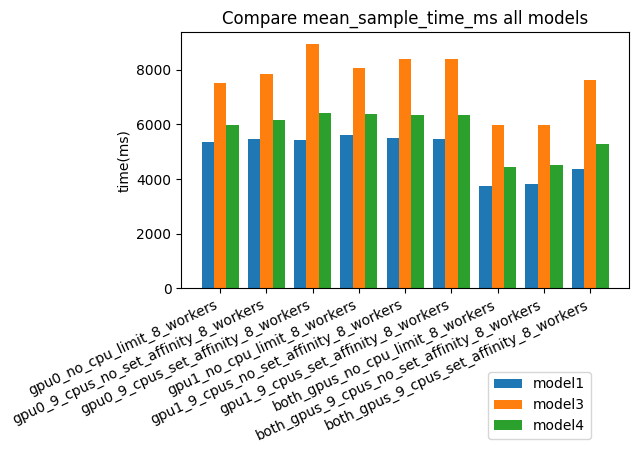 Compare mean_sample_time_ms all models
time(ms)
8000
6000
4000
2000
0
gpu0_no_cpu_limit_8_workers
gpu0_9_cpus_no_set_affinity_8_workers
gpu0_9_cpus_set_affinity_8_workers
gpu1_no_cpu_limit_8_workers
gpu1_9_cpus_no_set_affinity_8_workers
gpu1_9_cpus_set_affinity_8_workers
both_gpus_no_cpu_limit_8_workers
both_gpus_9_cpus_no_set_affinity_8_workers
both_gpus_9_cpus_set_affinity_8_workers
model1
model3
model4